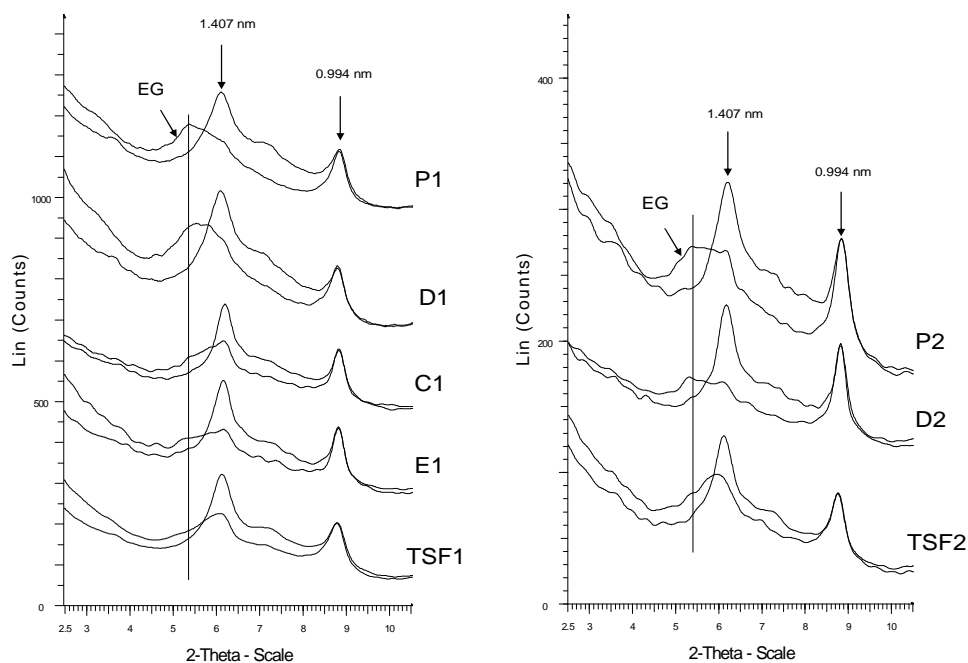 1.407 nm
0.994 nm
EG
P1
D1
C1
E1
TSF1
Lin (Counts)
1000
500
0
2.5 3 4 5 6 7 8 9 10
2-Theta - Scale
400
1.407 nm
0.994 nm
EG
P2
D2
TSF2
Lin (Counts)
200
0
2.5 3 4 5 6 7 8 9 10
2-Theta - Scale